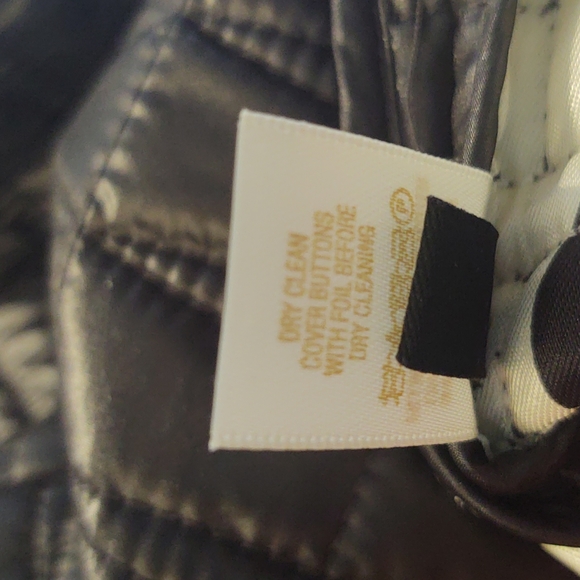 DRY CLEAN
COVER BUTTONS
WITH FOIL BEFORE
DRY CLEANING
P